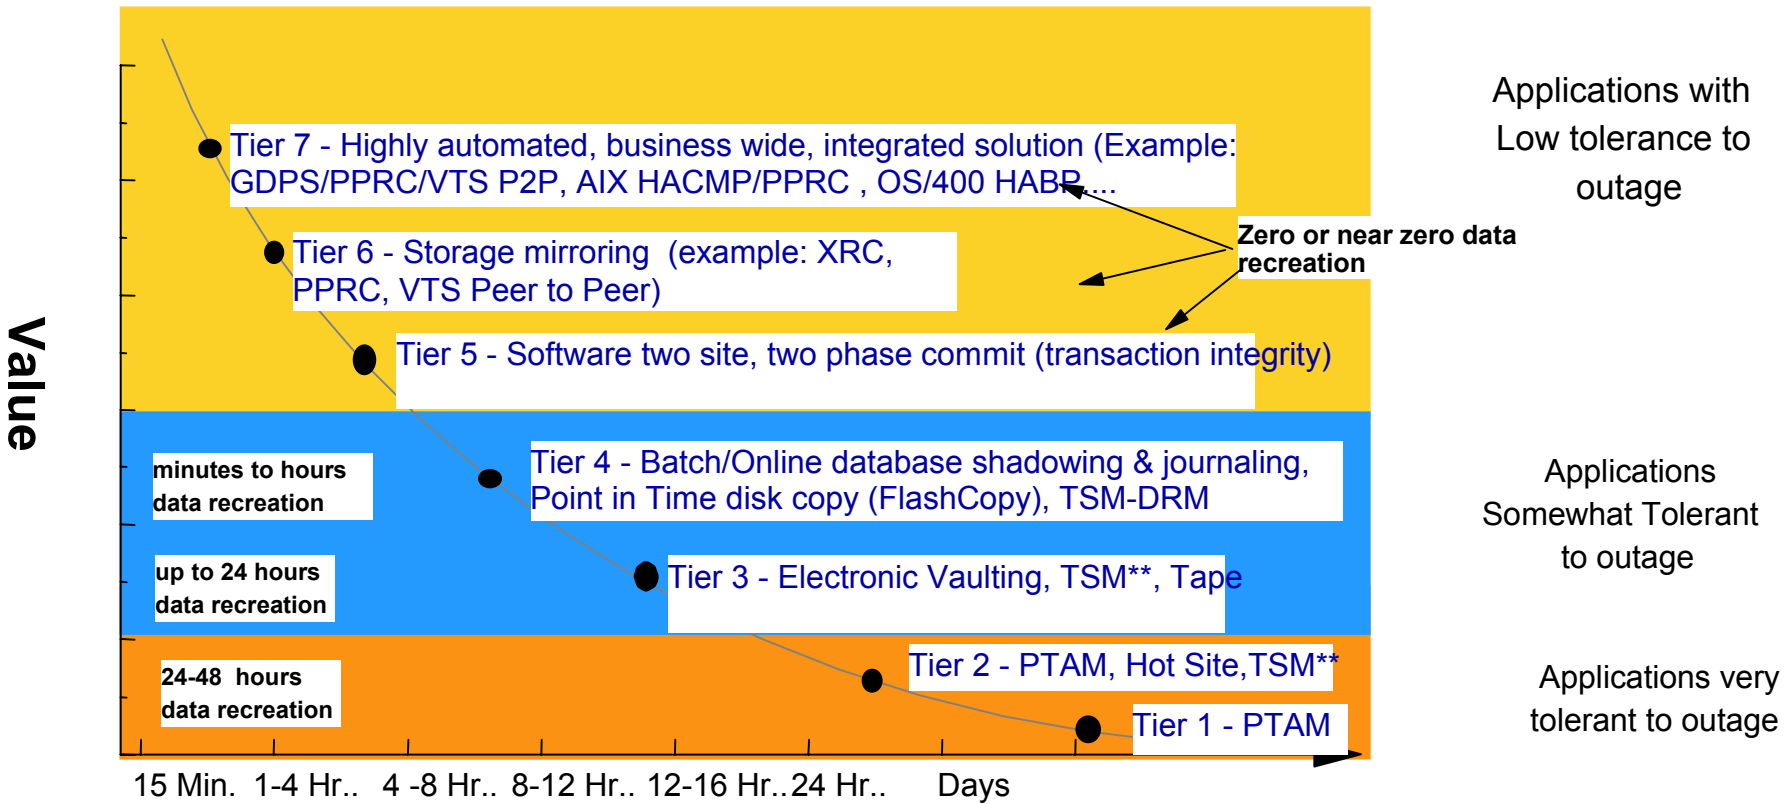 Applications with
Low tolerance to
outage
Tier 7 - Highly automated, business wide, integrated solution (Example:
GDPS/PPRC/VTS P2P, AIX HACMP/PPRC , OS/400 HABP....
Zero or near zero data
recreation
Tier 6 - Storage mirroring (example: XRC,
PPRC, VTS Peer to Peer)
Tier 5 - Software two site, two phase commit (transaction integrity)
Value
minutes to hours
data recreation
Tier 4 - Batch/Online database shadowing & journaling,
Point in Time disk copy (FlashCopy), TSM-DRM
Applications
Somewhat Tolerant
to outage
up to 24 hours
data recreation
Tier 3 - Electronic Vaulting, TSM**, Tape
24-48 hours
data recreation
Tier 2 - PTAM, Hot Site,TSM**
Tier 1 - PTAM
Applications very
tolerant to outage
15 Min. 1-4 Hr.. 4 -8 Hr.. 8-12 Hr.. 12-16 Hr.. 24 Hr.. Days